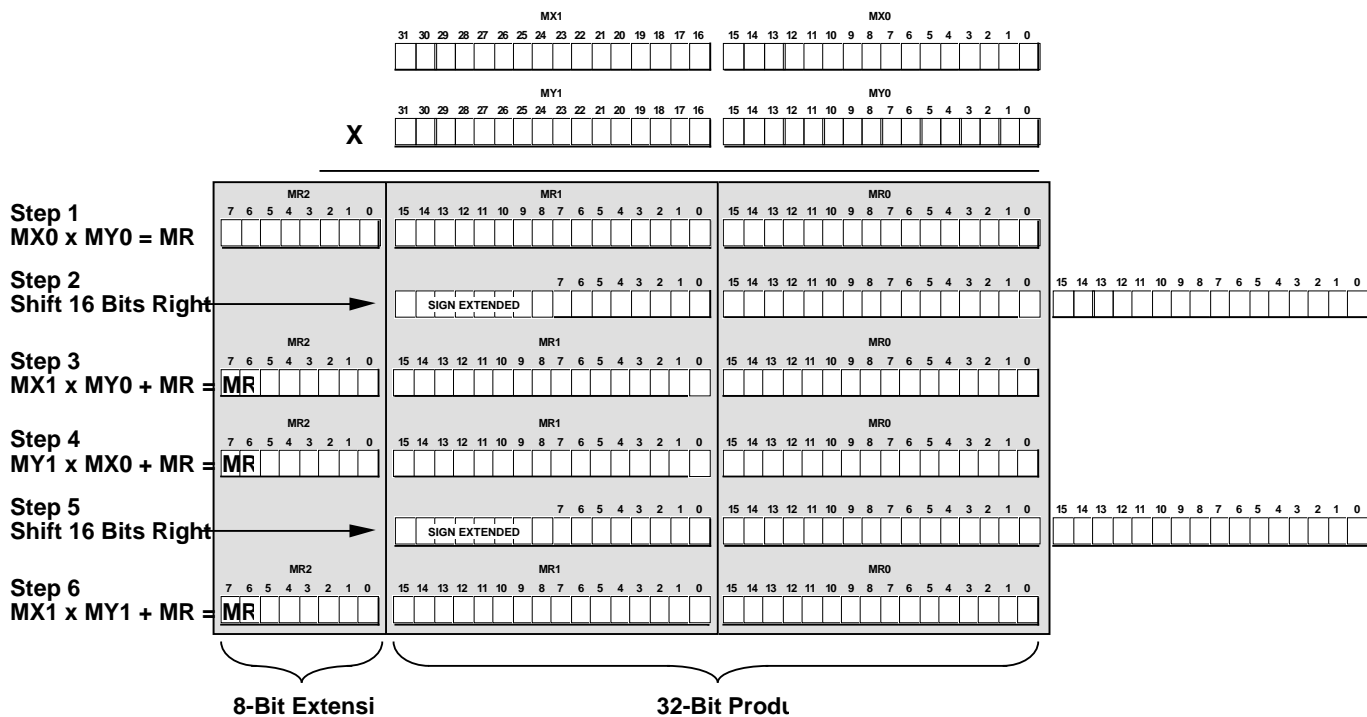 MX1 MX0
31 30 29 28 27 26 25 24 23 22 21 20 19 18 17 16 15 14 13 12 11 10 9 8 7 6 5 4 3 2 1 0
MY1 MY0
31 30 29 28 27 26 25 24 23 22 21 20 19 18 17 16 15 14 13 12 11 10 9 8 7 6 5 4 3 2 1 0
X
MR2 MR1 MR0
Step 1 7 6 5 4 3 2 1 0 15 14 13 12 11 10 9 8 7 6 5 4 3 2 1 0 15 14 13 12 11 10 9 8 7 6 5 4 3 2 1 0
MX0 x MY0 = MR
Step 2 7 6 5 4 3 2 1 0 15 14 13 12 11 10 9 8 7 6 5 4 3 2 1 0 15 14 13 12 11 10 9 8 7 6 5 4 3 2 1 0
Shift 16 Bits Right SIGN EXTENDED
MR2 MR1 MR0
Step 3 7 6 5 4 3 2 1 0 15 14 13 12 11 10 9 8 7 6 5 4 3 2 1 0 15 14 13 12 11 10 9 8 7 6 5 4 3 2 1 0
MX1 x MY0 + MR = MR
MR2 MR1 MR0
Step 4 7 6 5 4 3 2 1 0 15 14 13 12 11 10 9 8 7 6 5 4 3 2 1 0 15 14 13 12 11 10 9 8 7 6 5 4 3 2 1 0
MY1 x MX0 + MR = MR
Step 5 7 6 5 4 3 2 1 0 15 14 13 12 11 10 9 8 7 6 5 4 3 2 1 0 15 14 13 12 11 10 9 8 7 6 5 4 3 2 1 0
Shift 16 Bits Right SIGN EXTENDED
MR2 MR1 MR0
Step 6 7 6 5 4 3 2 1 0 15 14 13 12 11 10 9 8 7 6 5 4 3 2 1 0 15 14 13 12 11 10 9 8 7 6 5 4 3 2 1 0
MX1 x MY1 + MR = MR
8-Bit Extensi 32-Bit Produ